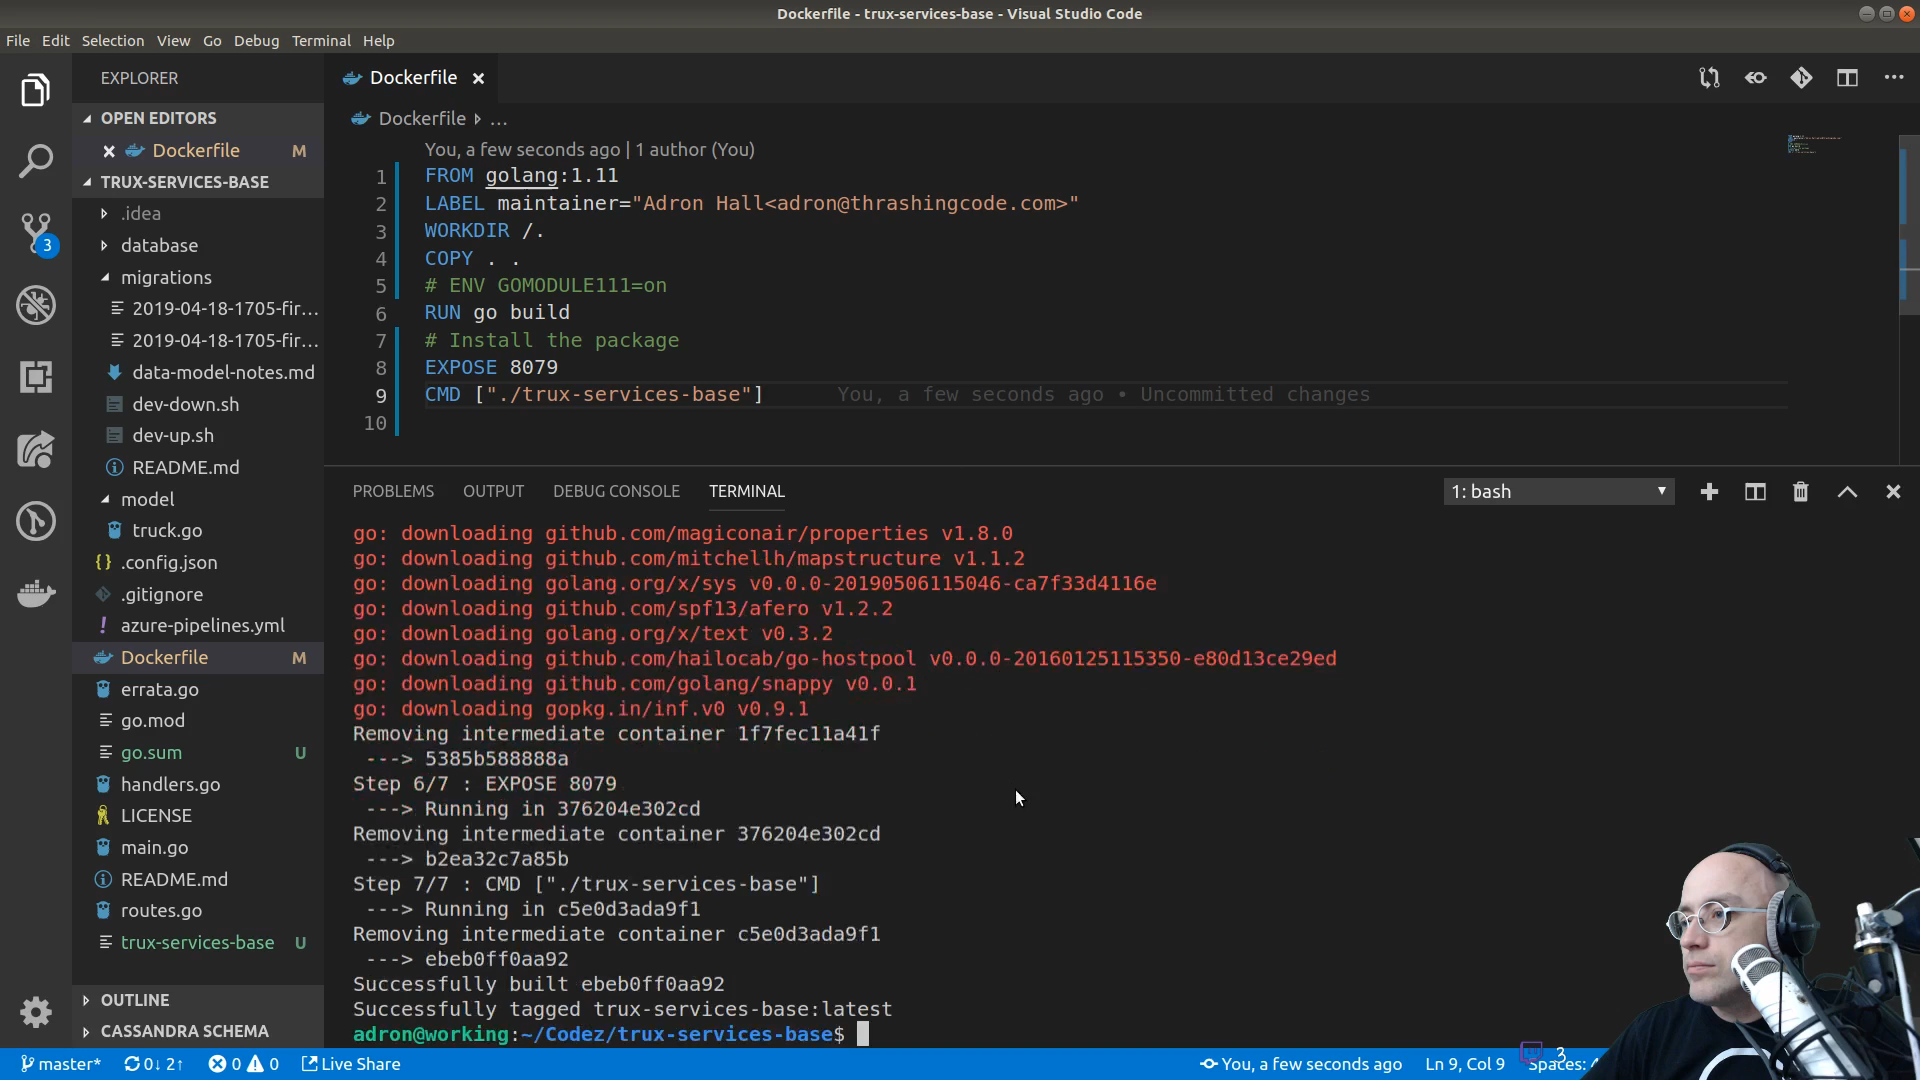 Dockerfile - trux-services-base - Visual Studio Code
File Edit Selection View Go Debug Terminal Help
EXPLORER
OPEN EDITORS
Dockerfile M
TRUX-SERVICES-BASE
.idea
database
migrations
2019-04-18-1705-fir...
2019-04-18-1705-fir...
data-model-notes.md
dev-down.sh
dev-up.sh
README.md
model
truck.go
.config.json
.gitignore
azure-pipelines.yml
Dockerfile M
errata.go
go.mod
go.sum U
handlers.go
LICENSE
main.go
README.md
routes.go
trux-services-base U
OUTLINE
CASSANDRA SCHEMA
3
Dockerfile
Dockerfile ...
You, a few seconds ago | 1 author (You)
1 FROM golang:1.11
2 LABEL maintainer="Adron Hall<adron@thrashingcode.com>"
3 WORKDIR /.
4 COPY . .
5 # ENV GOMODULE111=on
6 RUN go build
7 # Install the package
8 EXPOSE 8079
9 CMD ["./trux-services-base"] You, a few seconds ago • Uncommitted changes
10
PROBLEMS OUTPUT DEBUG CONSOLE TERMINAL
1: bash
go: downloading github.com/magiconair/properties v1.8.0
go: downloading github.com/mitchellh/mapstructure v1.1.2
go: downloading golang.org/x/sys v0.0.0-20190506115046-ca7f33d4116e
go: downloading github.com/spf13/afero v1.2.2
go: downloading golang.org/x/text v0.3.2
go: downloading github.com/hailocab/go-hostpool v0.0.0-20160125115350-e80d13ce29ed
go: downloading github.com/golang/snappy v0.0.1
go: downloading gopkg.in/inf.v0 v0.9.1
Removing intermediate container 1f7fec11a41f
---> 5385b588888a
Step 6/7 : EXPOSE 8079
---> Running in 376204e302cd
Removing intermediate container 376204e302cd
---> b2ea32c7a85b
Step 7/7 : CMD ["./trux-services-base"]
---> Running in c5e0d3ada9f1
Removing intermediate container c5e0d3ada9f1
---> ebeb0ff0aa92
Successfully built ebeb0ff0aa92
Successfully tagged trux-services-base:latest
adron@working:~/Codez/trux-services-base$
master* 0↓ 2↑ 0 0 Live Share You, a few seconds ago Ln 9, Col 9 Spaces: 3